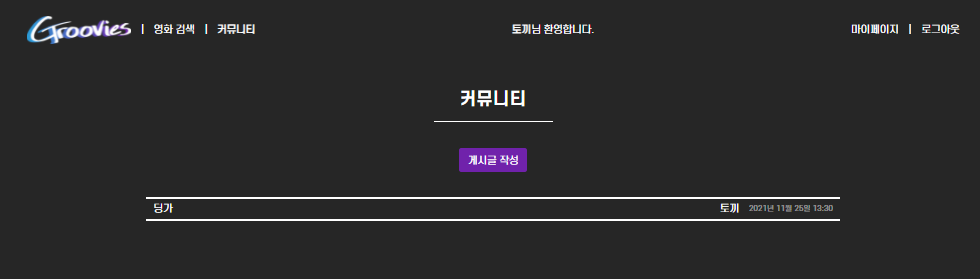 Groovies | 영화 검색 | 커뮤니티 토끼님 환영합니다. 마이페이지 | 로그아웃
커뮤니티
게시글 작성
딩가 토끼 2021년 11월 25일 13:30